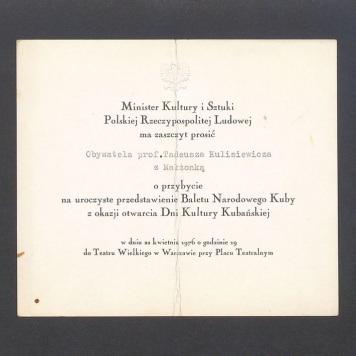 Minister Kultury i Sztuki
Polskiej Rzeczypospolitej Ludowej
ma zaszczyt prosić
Obywatela prof.Tadeusza Kulisiewicza
z Małżonką
o przybycie
na uroczyste przedstawienie Baletu Narodowego Kuby
z okazji otwarcia Dni Kultury Kubańskiej
w dniu 22 kwietnia 1976 o godzinie 19
do Teatru Wielkiego w Warszawie przy Placu Teatralnym